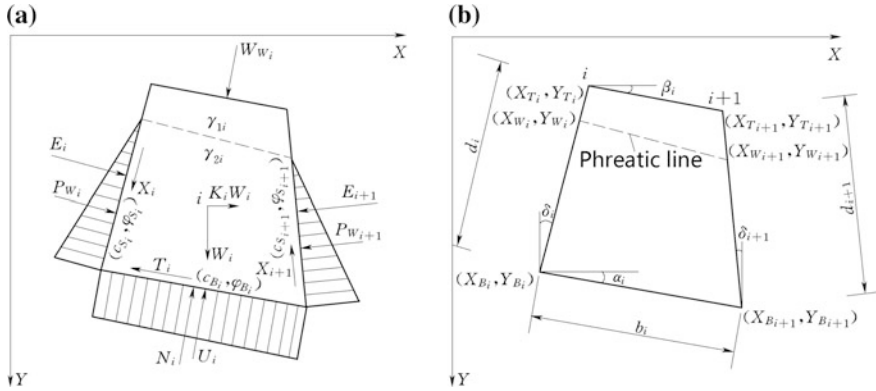 (a)
X
W_{W_i}
γ_{1i}
γ_{2i}
E_i
X_i
P_{W_i}
(c_{S_i}, φ_{S_i})
i
K_iW_i
W_i
(c_{S_{i+1}}, φ_{S_{i+1}})
E_{i+1}
P_{W_{i+1}}
X_{i+1}
T_i
(c_{B_i}, φ_{B_i})
N_i
U_i
Y
(b)
X
i
β_i
i+1
(X_{T_i}, Y_{T_i})
(X_{T_{i+1}}, Y_{T_{i+1}})
(X_{W_i}, Y_{W_i})
(X_{W_{i+1}}, Y_{W_{i+1}})
Phreatic line
d_i
d_{i+1}
δ_i
δ_{i+1}
(X_{B_i}, Y_{B_i})
α_i
(X_{B_{i+1}}, Y_{B_{i+1}})
b_i
Y